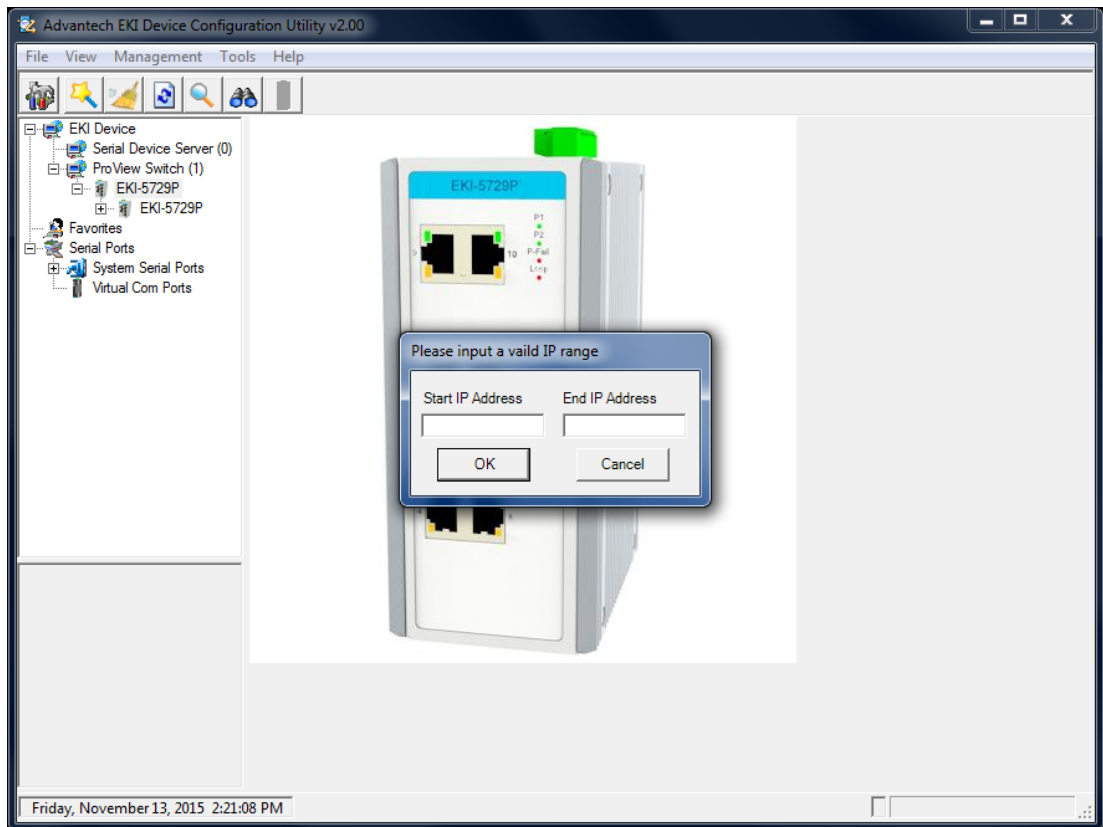 Advantech EKI Device Configuration Utility v2.00
File View Management Tools Help
EKI Device
Serial Device Server (0)
ProView Switch (1)
EKI-5729P
EKI-5729P
Favorites
Serial Ports
System Serial Ports
Virtual Com Ports
EKI-5729P
P1
P2
10 P-Fail
Loop
Please input a vaild IP range
Start IP Address End IP Address
OK Cancel
Friday, November 13, 2015 2:21:08 PM